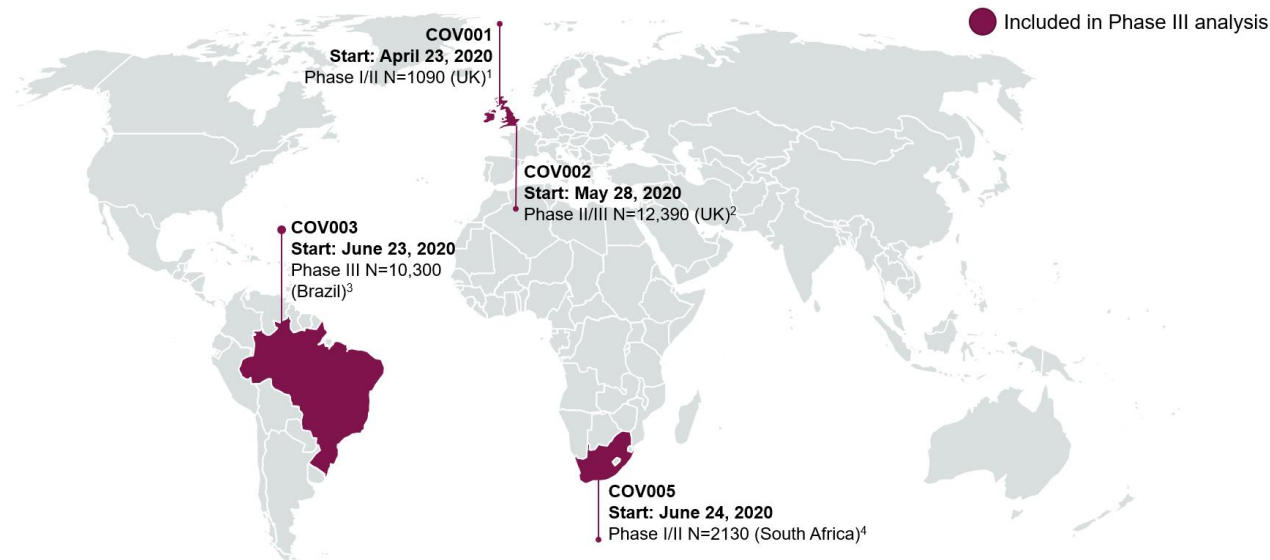 Included in Phase III analysis
COV001
Start: April 23, 2020
Phase I/II N=1090 (UK)¹
COV002
Start: May 28, 2020
Phase II/III N=12,390 (UK)²
COV003
Start: June 23, 2020
Phase III N=10,300
(Brazil)³
COV005
Start: June 24, 2020
Phase I/II N=2130 (South Africa)⁴